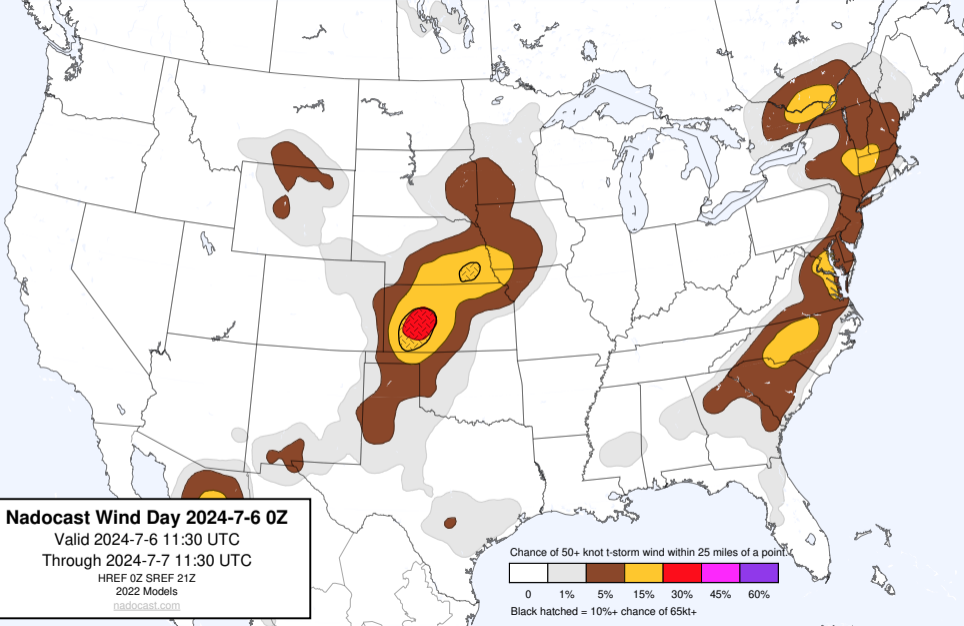 Nadocast Wind Day 2024-7-6 0Z
Valid 2024-7-6 11:30 UTC
Through 2024-7-7 11:30 UTC
HREF 0Z SREF 21Z
2022 Models
nadocast.com
Chance of 50+ knot t-storm wind within 25 miles of a point.
0 1% 5% 15% 30% 45% 60%
Black hatched = 10%+ chance of 65kt+